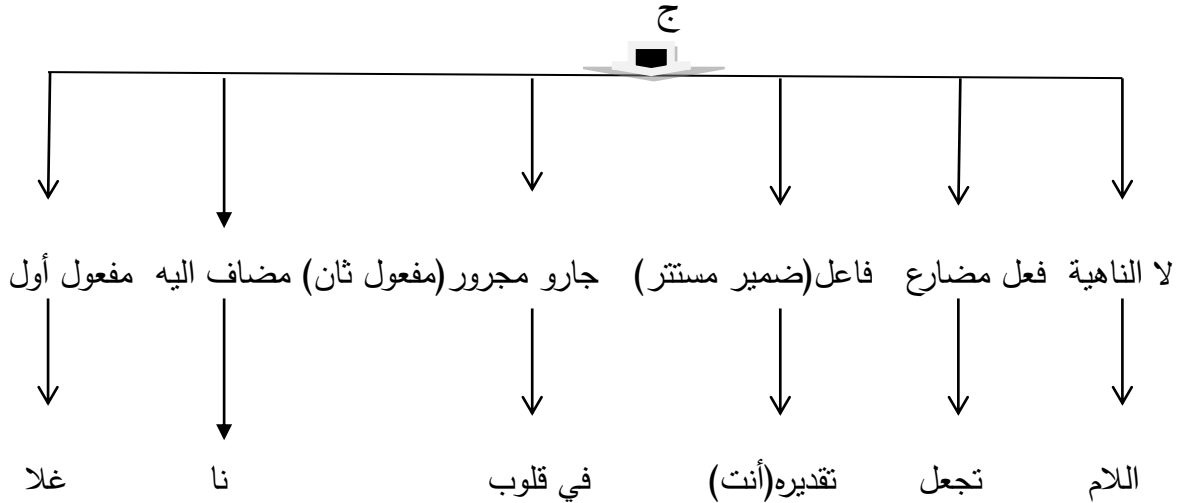 ج
لا الناهية فعل مضارع فاعل(ضمير مستتر) جارو مجرور(مفعول ثان) مضاف اليه مفعول أول
اللام تجعل تقديره(أنت) في قلوب نا غلا